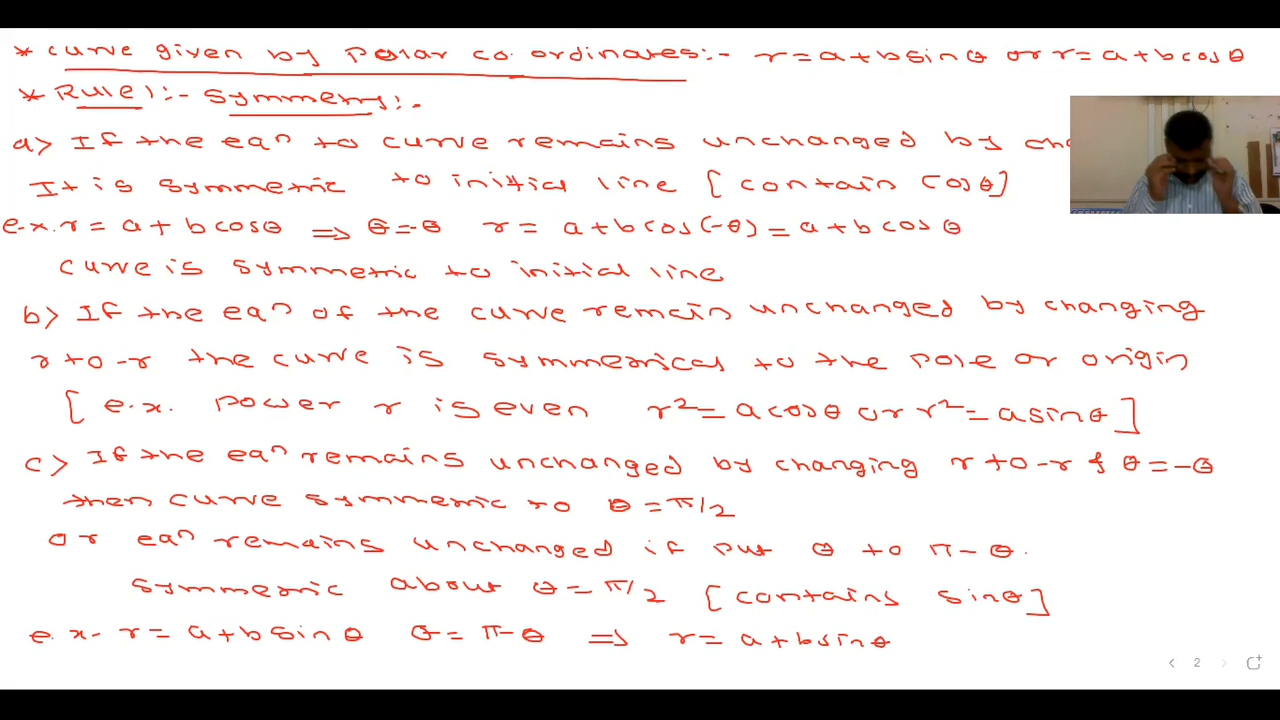 * curve given by Polar co. ordinates:- r=a+bsinθ or r=a+bcosθ
* Rule 1:- Symmetry:-
a) If the eqn to curve remains unchanged by
It is symmetric to initial line [contain cosθ]
e.x. r = a + bcosθ ⇒ θ=-θ r = a+bcos(-θ) = a+bcosθ
curve is symmetric to initial line
b) If the eqn of the curve remain unchanged by changing
r to -r the curve is symmerical to the pole or origin
[ e.x. power r is even r²= acosθ or r²= asinθ ]
c) If the eqn remains unchanged by changing r to -r & θ = -θ
then curve symmetric to θ = π/2
or eqn remains unchanged if put θ to π-θ.
symmetric about θ = π/2 [contains sinθ]
e.x- r = a+bsinθ θ = π-θ ⇒ r = a+bsinθ
2